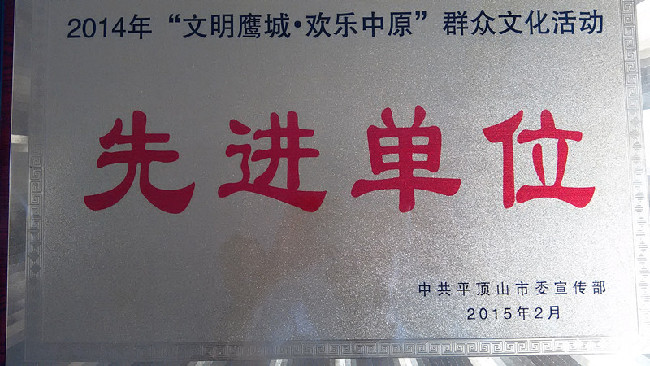 2014年“文明鹰城·欢乐中原”群众文化活动
先进单位
中共平顶山市委宣传部
2015年2月